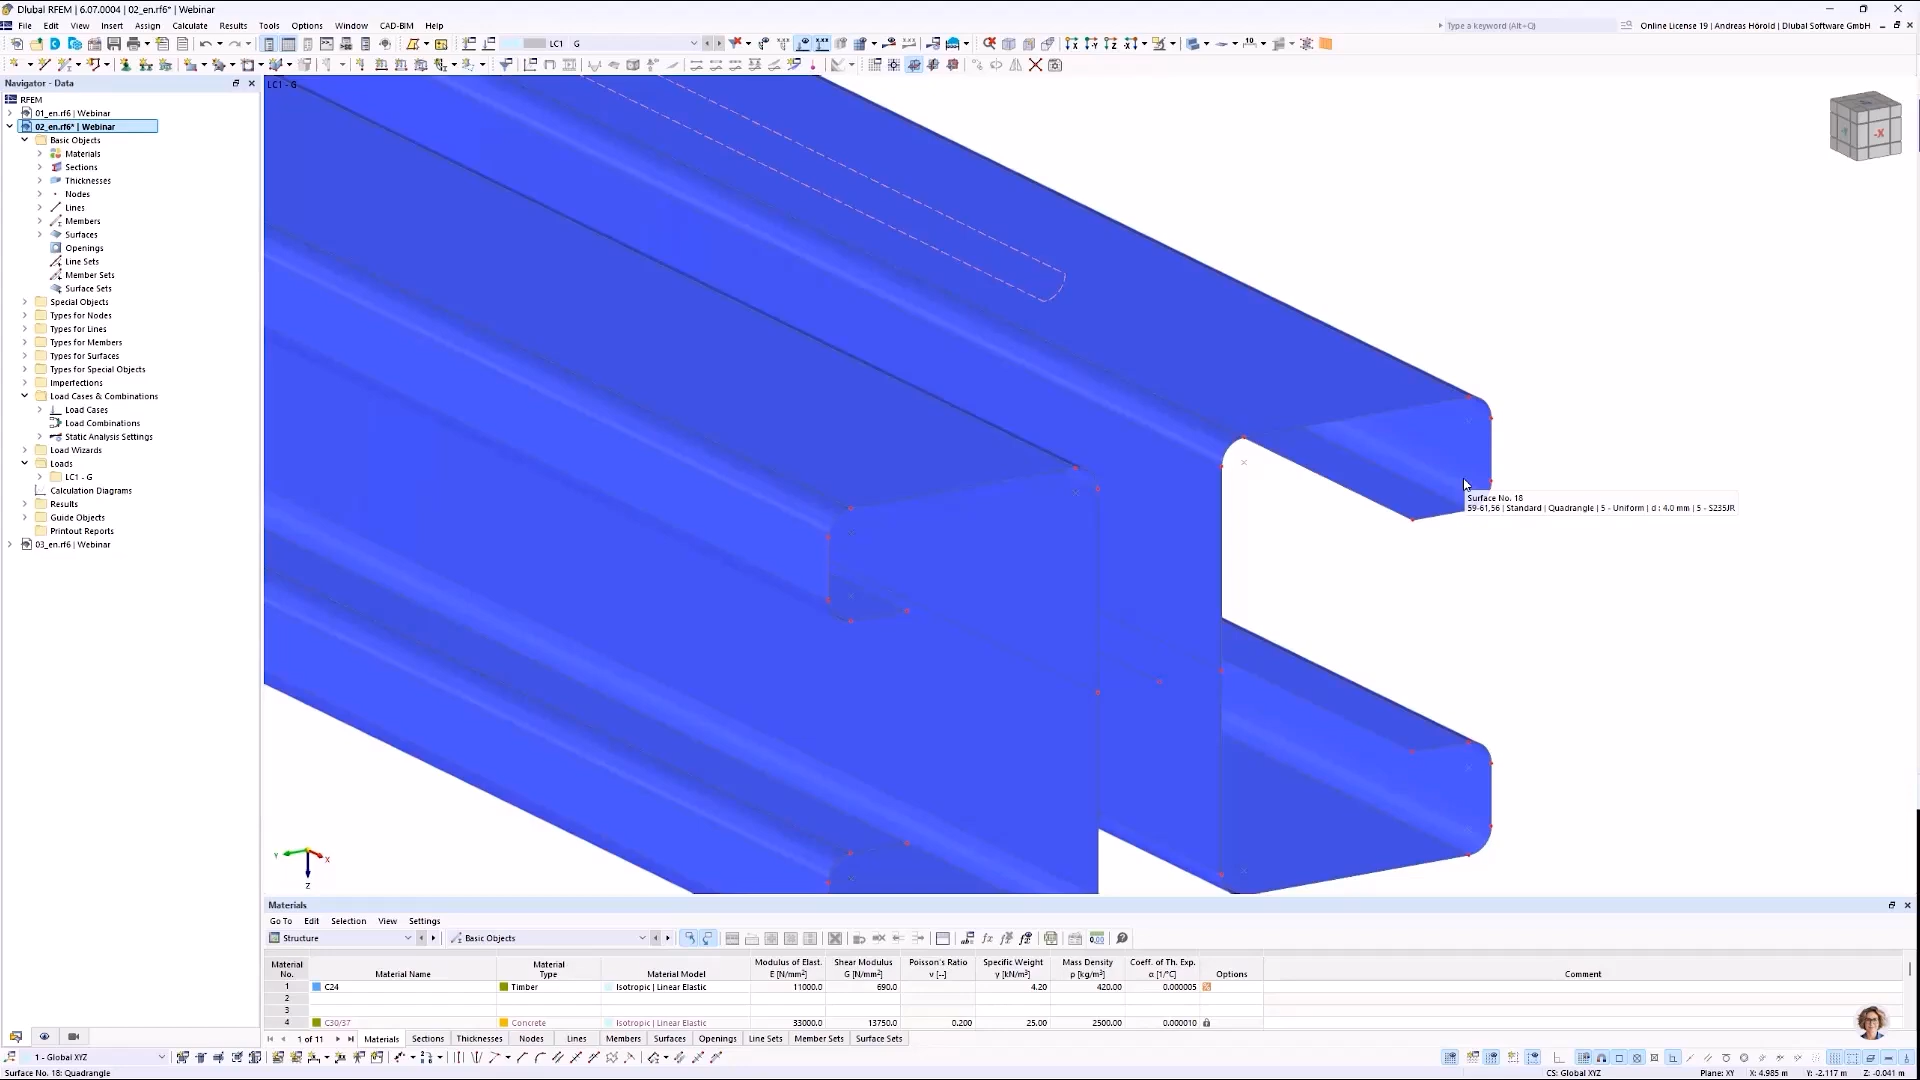 Dlubal RFEM | 6.07.0004 | 02_en.rf6* | Webinar
File Edit View Insert Assign Calculate Results Tools Options Window CAD-BIM Help
Type a keyword (Alt+Q)
Online License 19 | Andreas Hörold | Dlubal Software GmbH
LC1 G
Navigator - Data
RFEM
01_en.rf6 | Webinar
02_en.rf6* | Webinar
Basic Objects
Materials
Sections
Thicknesses
Nodes
Lines
Members
Surfaces
Openings
Line Sets
Member Sets
Surface Sets
Special Objects
Types for Nodes
Types for Lines
Types for Members
Types for Surfaces
Types for Special Objects
Imperfections
Load Cases & Combinations
Load Cases
Load Combinations
Static Analysis Settings
Load Wizards
Loads
LC1 - G
Calculation Diagrams
Results
Guide Objects
Printout Reports
03_en.rf6 | Webinar
LC1 - G
-Y -X
Surface No. 18
59-61,56 | Standard | Quadrangle | 5 - Uniform | d : 4.0 mm | 5 - S235JR
Y X
Z
Materials
Go To Edit Selection View Settings
Structure Basic Objects
Material No. Material Name Material Type Material Model Modulus of Elast. E [N/mm²] Shear Modulus G [N/mm²] Poisson's Ratio ν [--] Specific Weight γ [kN/m³] Mass Density ρ [kg/m³] Coeff. of Th. Exp. α [1/°C] Options Comment
1 C24 Timber Isotropic | Linear Elastic 11000.0 690.0 4.20 420.00 0.000005
2
3
4 C30/37 Concrete Isotropic | Linear Elastic 33000.0 13750.0 0.200 25.00 2500.00 0.000010
1 of 11 Materials Sections Thicknesses Nodes Lines Members Surfaces Openings Line Sets Member Sets Surface Sets
1 - Global XYZ
Surface No. 18: Quadrangle
CS: Global XYZ Plane: XY X: 4.985 m Y: -2.117 m Z: -0.041 m